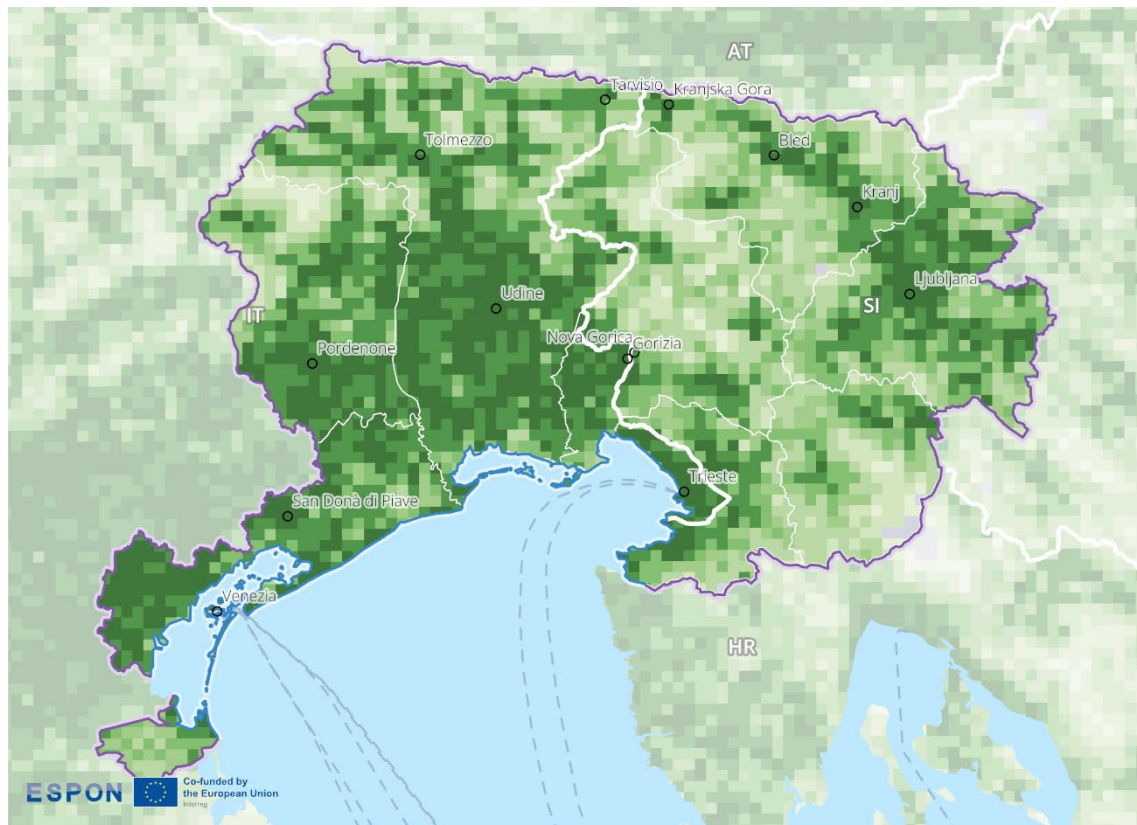 AT
Tarvisio
Kranjska Gora
Tolmezzo
Bled
Kranj
Ljubljana
Udine
SI
IT
Nova Gorica
Gorizia
Pordenone
Trieste
San Donà di Piave
Venezia
HR
ESPON
Co-funded by
the European Union
Interreg